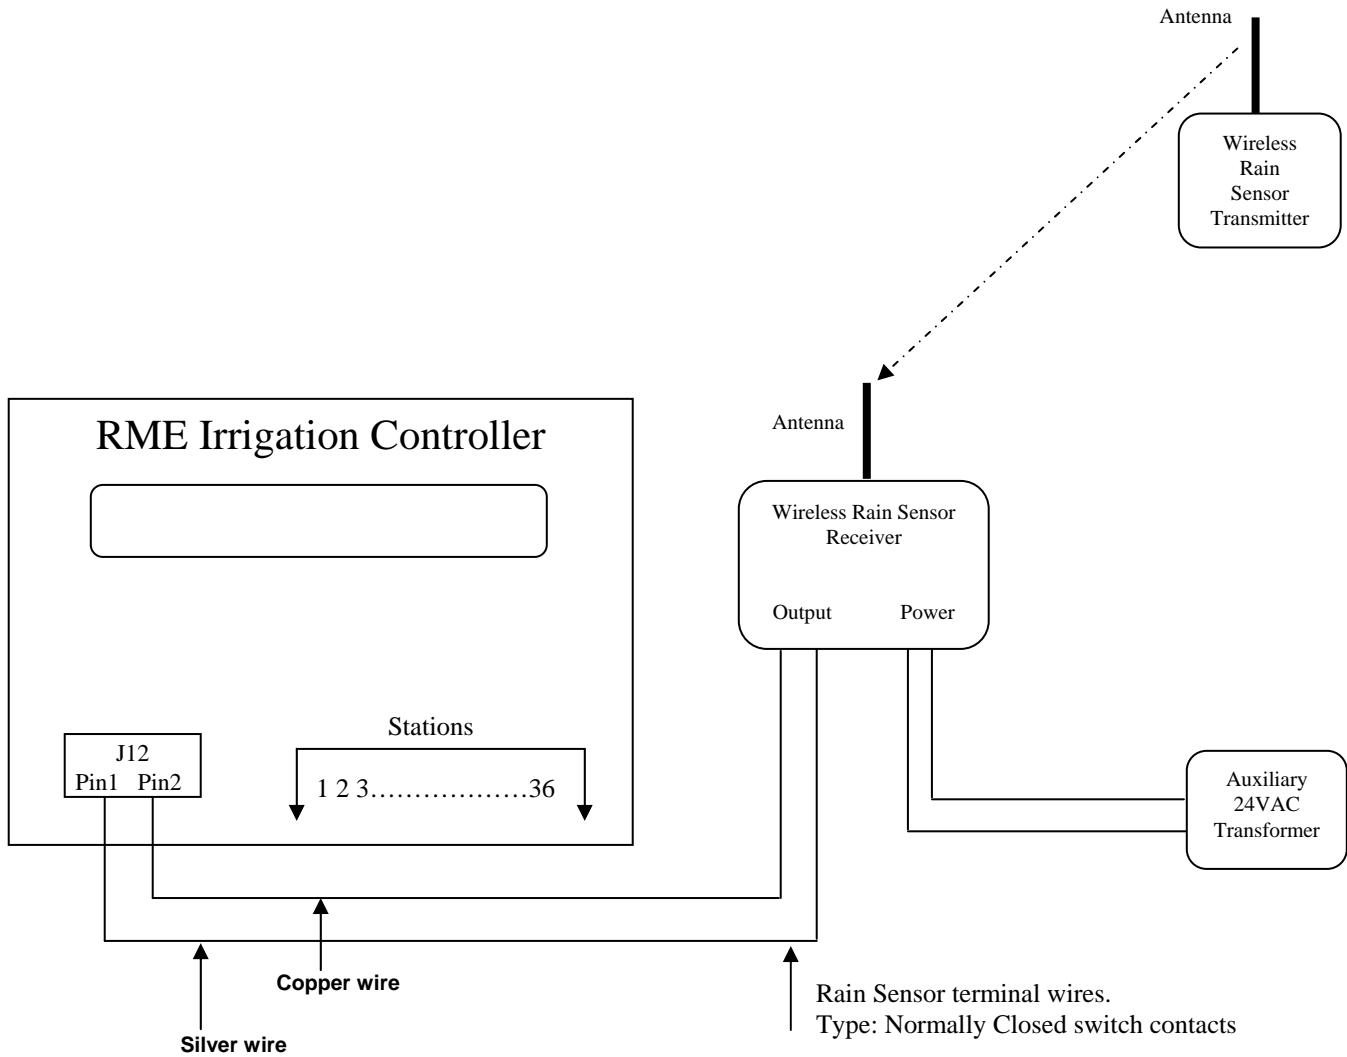 Antenna
Wireless
Rain
Sensor
Transmitter
RME Irrigation Controller
Antenna
Wireless Rain Sensor
Receiver
Output Power
Stations
J12
Pin1 Pin2
1 2 3..................36
Auxiliary
24VAC
Transformer
Copper wire
Silver wire
Rain Sensor terminal wires.
Type: Normally Closed switch contacts